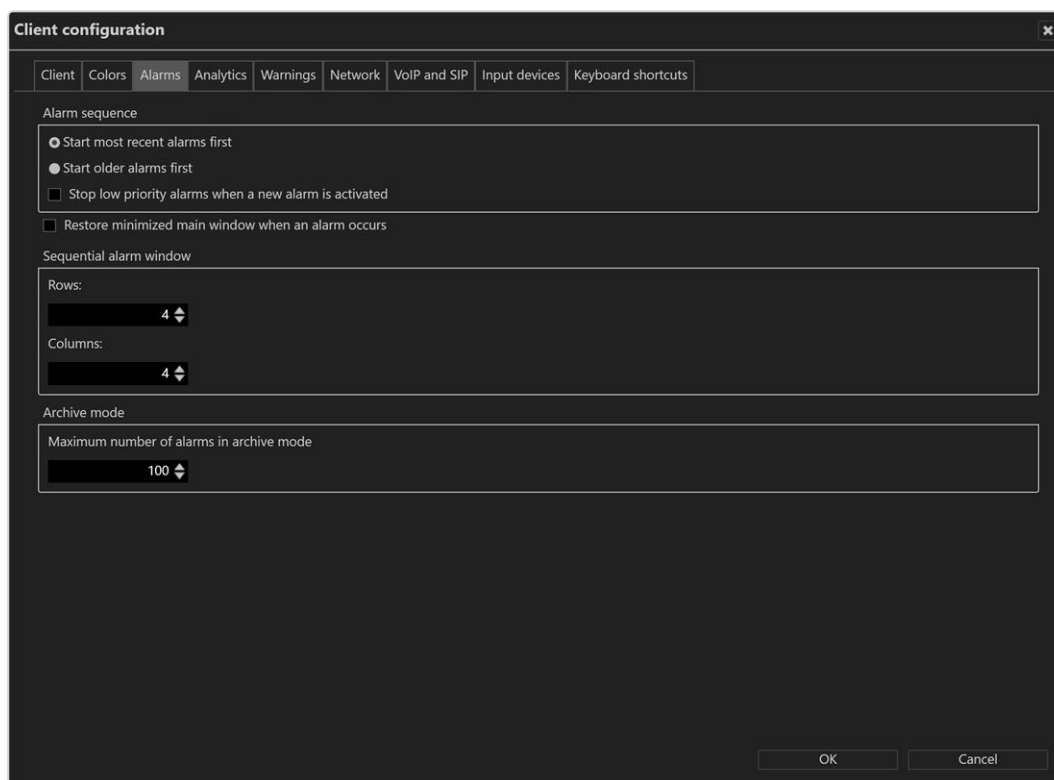 Client configuration
Client Colors Alarms Analytics Warnings Network VoIP and SIP Input devices Keyboard shortcuts
Alarm sequence
Start most recent alarms first
Start older alarms first
Stop low priority alarms when a new alarm is activated
Restore minimized main window when an alarm occurs
Sequential alarm window
Rows:
4
Columns:
4
Archive mode
Maximum number of alarms in archive mode
100
OK Cancel